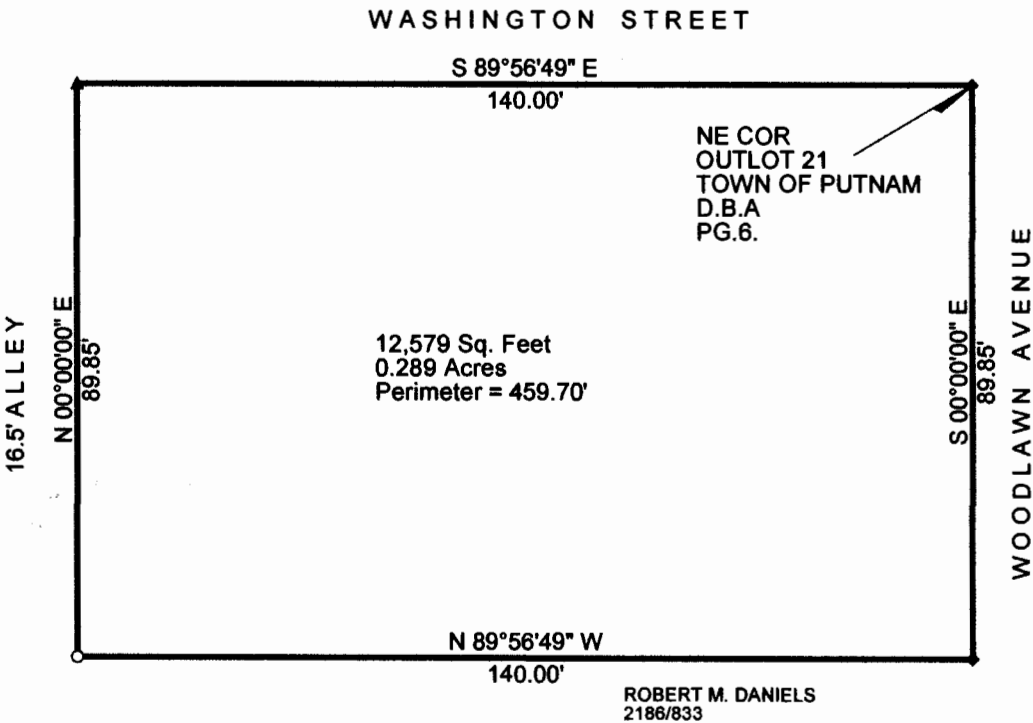 WASHINGTON STREET
S 89°56'49" E
140.00'
NE COR
OUTLOT 21
TOWN OF PUTNAM
D.B.A
PG.6.
16.5' ALLEY
N 00°00'00" E
89.85'
12,579 Sq. Feet
0.289 Acres
Perimeter = 459.70'
S 00°00'00" E
89.85'
WOODLAWN AVENUE
N 89°56'49" W
140.00'
ROBERT M. DANIELS
2186/833